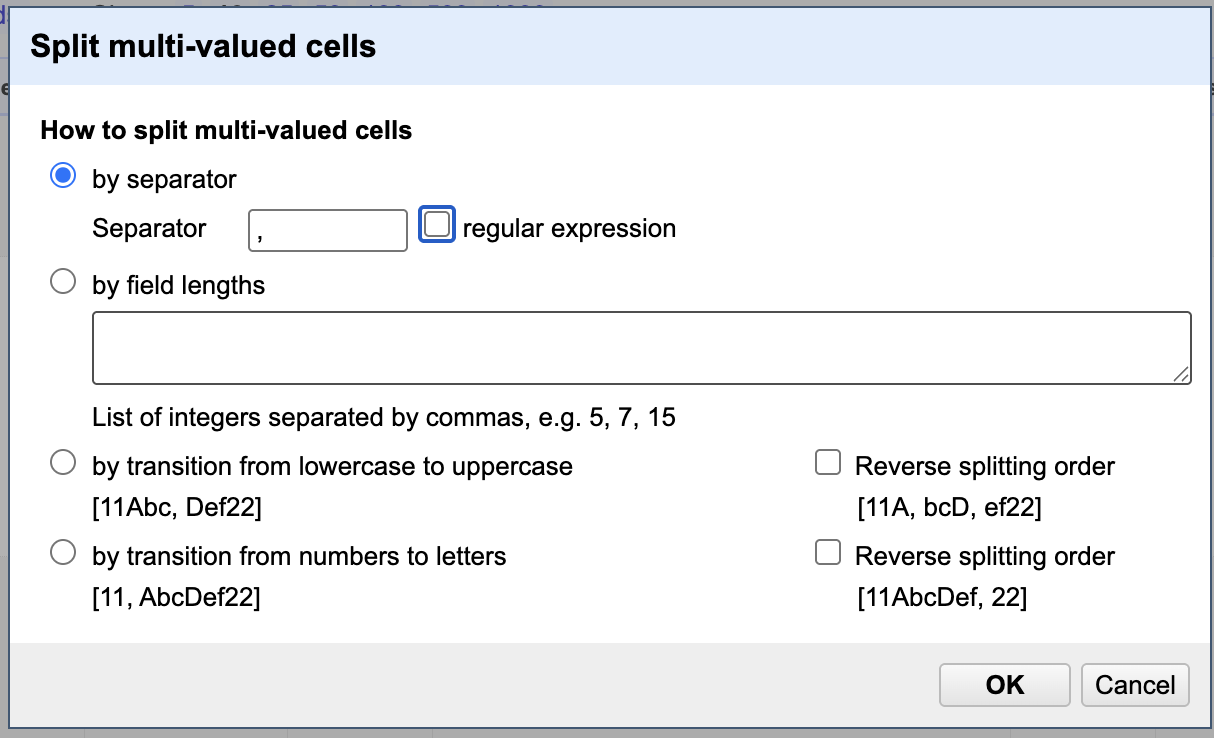 Split multi-valued cells
How to split multi-valued cells
by separator
Separator , regular expression
by field lengths
List of integers separated by commas, e.g. 5, 7, 15
by transition from lowercase to uppercase Reverse splitting order
[11Abc, Def22] [11A, bcD, ef22]
by transition from numbers to letters Reverse splitting order
[11, AbcDef22] [11AbcDef, 22]
OK Cancel